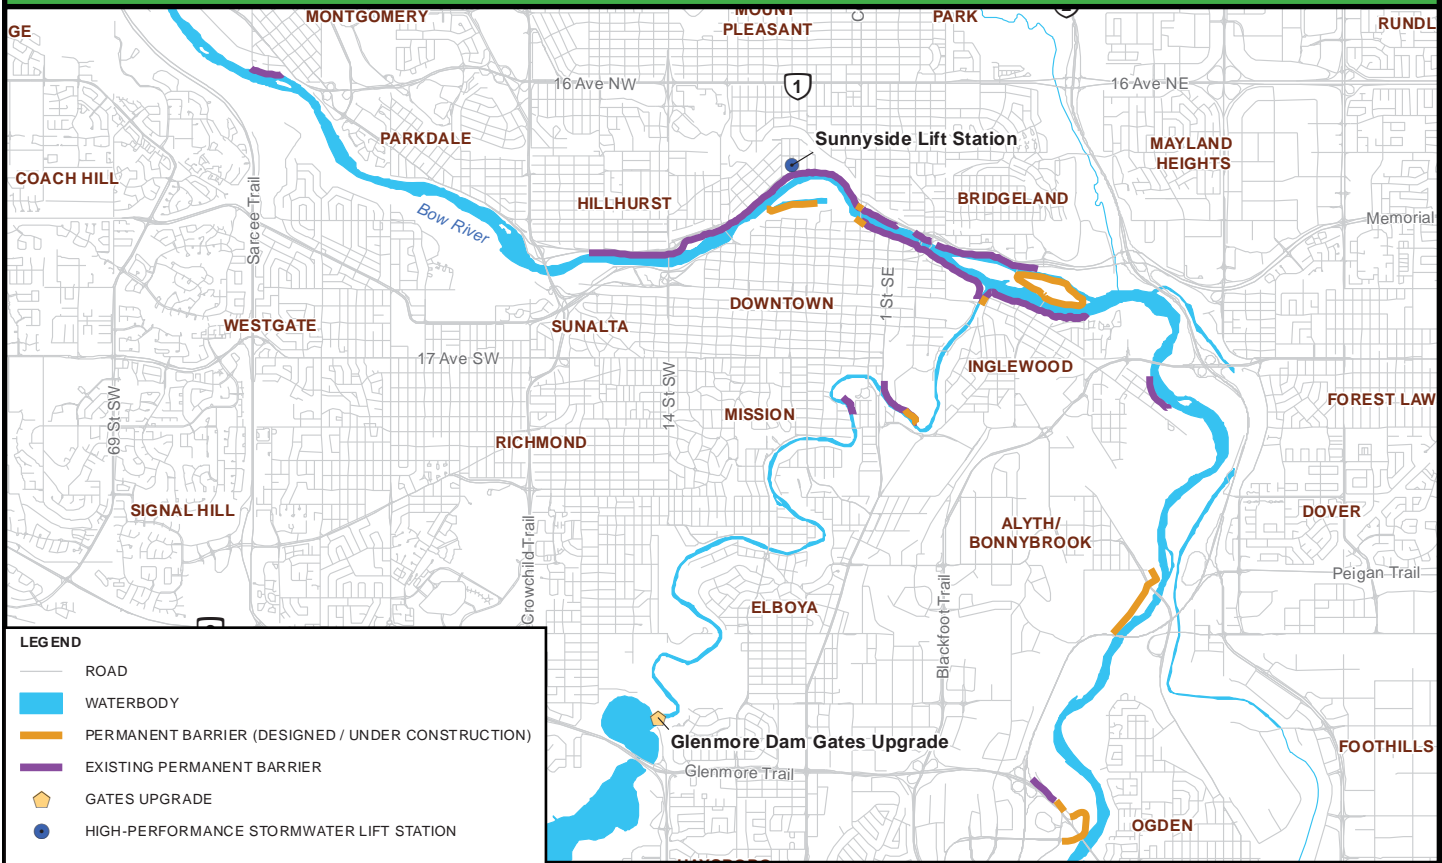 MONTGOMERY
MOUNT
PLEASANT
PARK
RUNDL
GE
16 Ave NW
1
16 Ave NE
PARKDALE
Sunnyside Lift Station
MAYLAND
HEIGHTS
COACH HILL
HILLHURST
BRIDGELAND
Bow River
Memorial
Sarcee Trail
DOWNTOWN
1 St SE
WESTGATE
SUNALTA
17 Ave SW
INGLEWOOD
14 St SW
69 St SW
MISSION
FOREST LAW
RICHMOND
SIGNAL HILL
ALYTH/
BONNYBROOK
DOVER
Crowchild Trail
Peigan Trail
ELBOYA
Blackfoot Trail
Glenmore Dam Gates Upgrade
FOOTHILLS
Glenmore Trail
OGDEN
LEGEND
ROAD
WATERBODY
PERMANENT BARRIER (DESIGNED / UNDER CONSTRUCTION)
EXISTING PERMANENT BARRIER
GATES UPGRADE
HIGH-PERFORMANCE STORMWATER LIFT STATION